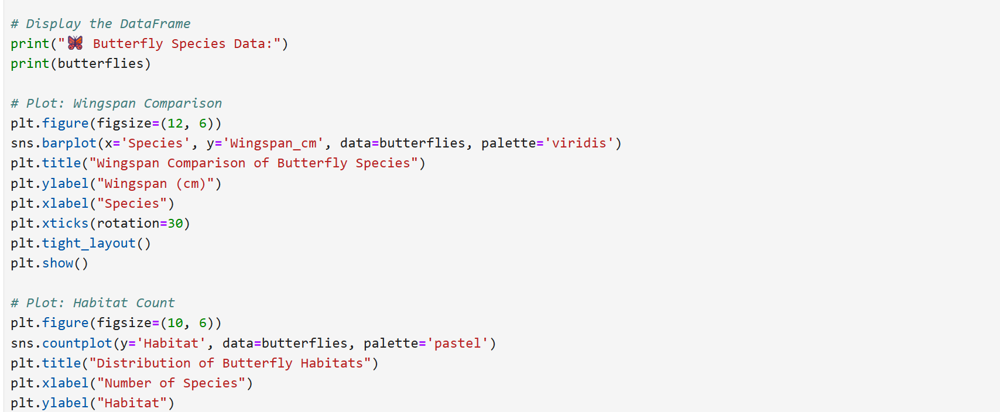 # Display the DataFrame
print("🦋 Butterfly Species Data:")
print(butterflies)
# Plot: Wingspan Comparison
plt.figure(figsize=(12, 6))
sns.barplot(x='Species', y='Wingspan_cm', data=butterflies, palette='viridis')
plt.title("Wingspan Comparison of Butterfly Species")
plt.ylabel("Wingspan (cm)")
plt.xlabel("Species")
plt.xticks(rotation=30)
plt.tight_layout()
plt.show()
# Plot: Habitat Count
plt.figure(figsize=(10, 6))
sns.countplot(y='Habitat', data=butterflies, palette='pastel')
plt.title("Distribution of Butterfly Habitats")
plt.xlabel("Number of Species")
plt.ylabel("Habitat")